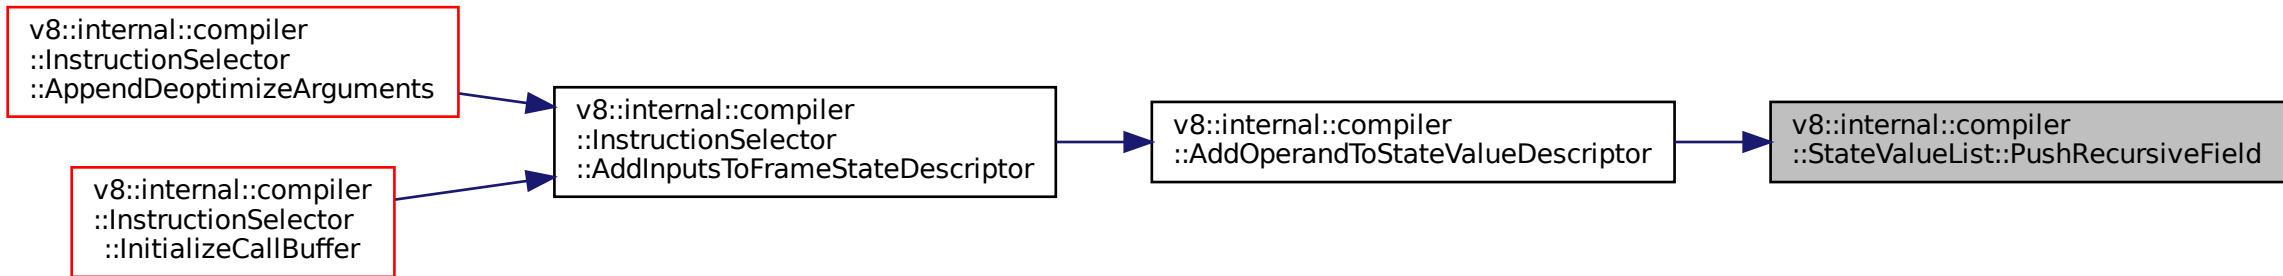 v8::internal::compiler
::InstructionSelector
::AppendDeoptimizeArguments
v8::internal::compiler
::InstructionSelector
::InitializeCallBuffer
v8::internal::compiler
::InstructionSelector
::AddInputsToFrameStateDescriptor
v8::internal::compiler
::AddOperandToStateValueDescriptor
v8::internal::compiler
::StateValueList::PushRecursiveField